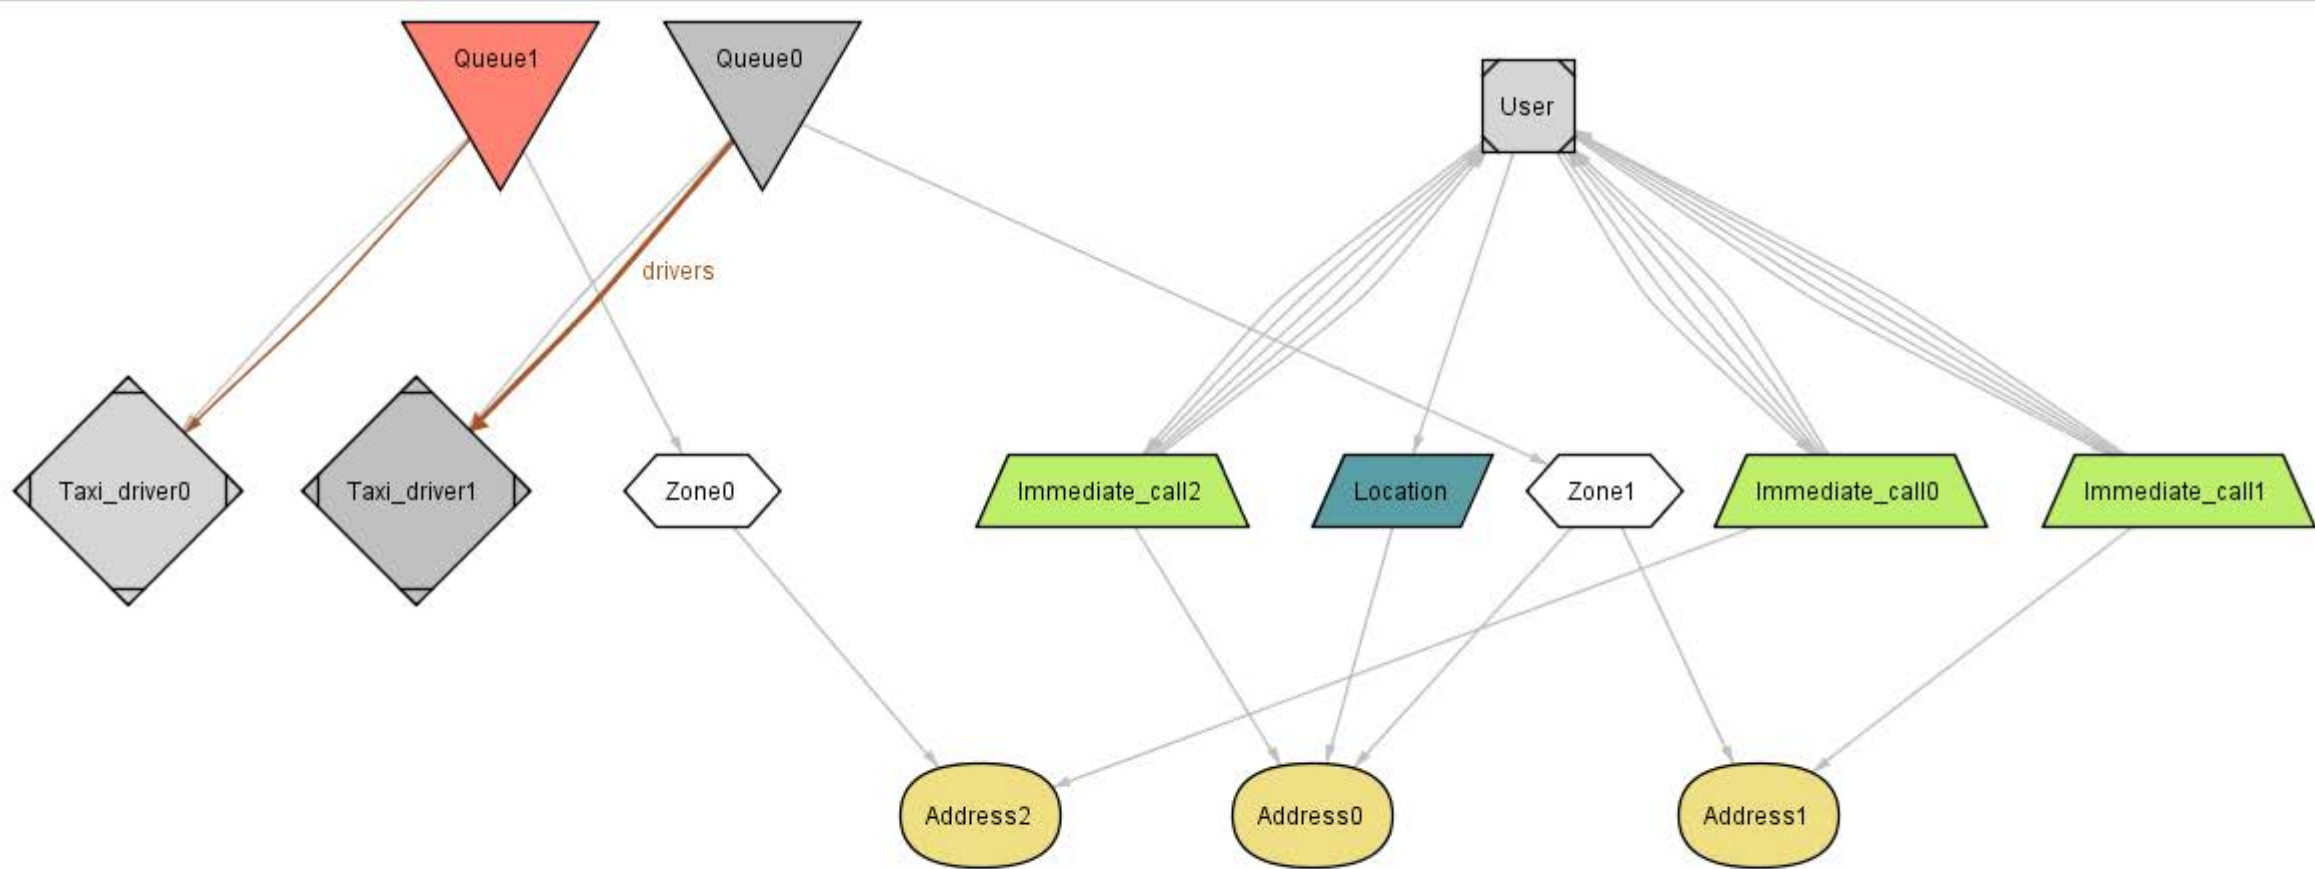 Queue1
Queue0
User
drivers
Taxi_driver0
Taxi_driver1
Zone0
Immediate_call2
Location
Zone1
Immediate_call0
Immediate_call1
Address2
Address0
Address1